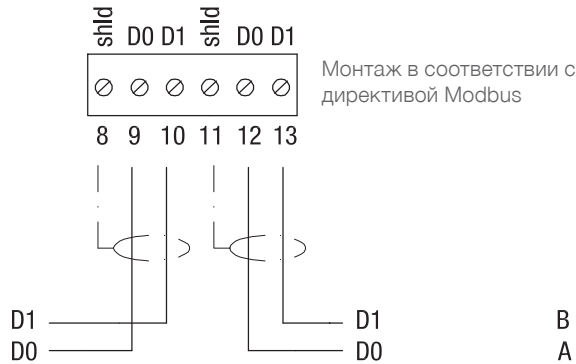 shld D0 D1 shld D0 D1
Монтаж в соответствии с
директивой Modbus
8 9 10 11 12 13
D1 D1 B
D0 D0 A